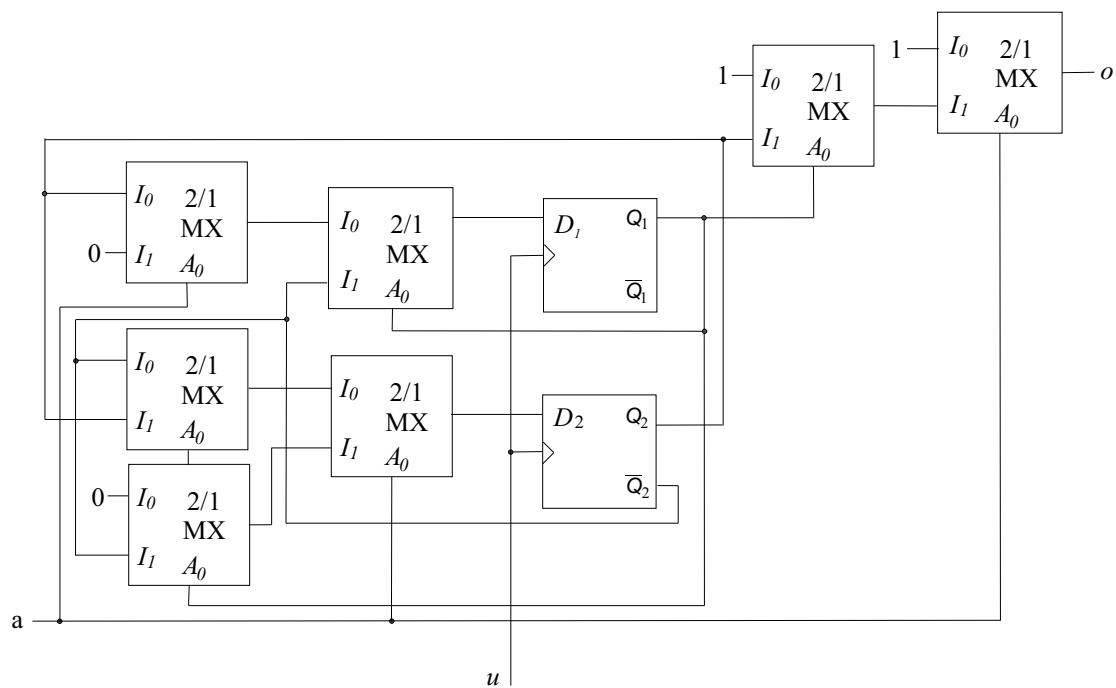 1 I0 2/1 MX I1 A0
o
1 I0 2/1 MX I1 A0
I0 2/1 MX
0 I1 A0
I0 2/1 MX
I1 A0
D1 Q1
Q̅1
I0 2/1 MX
I1 A0
I0 2/1 MX
I1 A0
D2 Q2
Q̅2
0 I0 2/1 MX
I1 A0
a
u